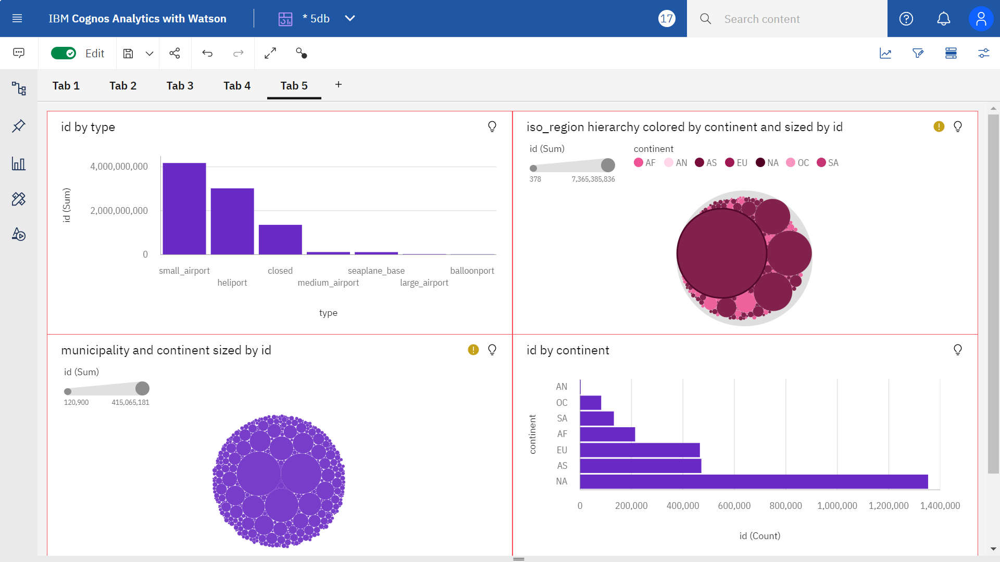 IBM Cognos Analytics with Watson
* 5db
17
Search content
Edit
Tab 1
Tab 2
Tab 3
Tab 4
Tab 5
id by type
id (Sum)
4,000,000,000
2,000,000,000
0
small_airport
heliport
closed
medium_airport
seaplane_base
large_airport
balloonport
type
iso_region hierarchy colored by continent and sized by id
id (Sum)
378
7,365,385,836
continent
AF
AN
AS
EU
NA
OC
SA
municipality and continent sized by id
id (Sum)
120,900
415,065,181
id by continent
continent
AN
OC
SA
AF
EU
AS
NA
0
200,000
400,000
600,000
800,000
1,000,000
1,200,000
1,400,000
id (Count)